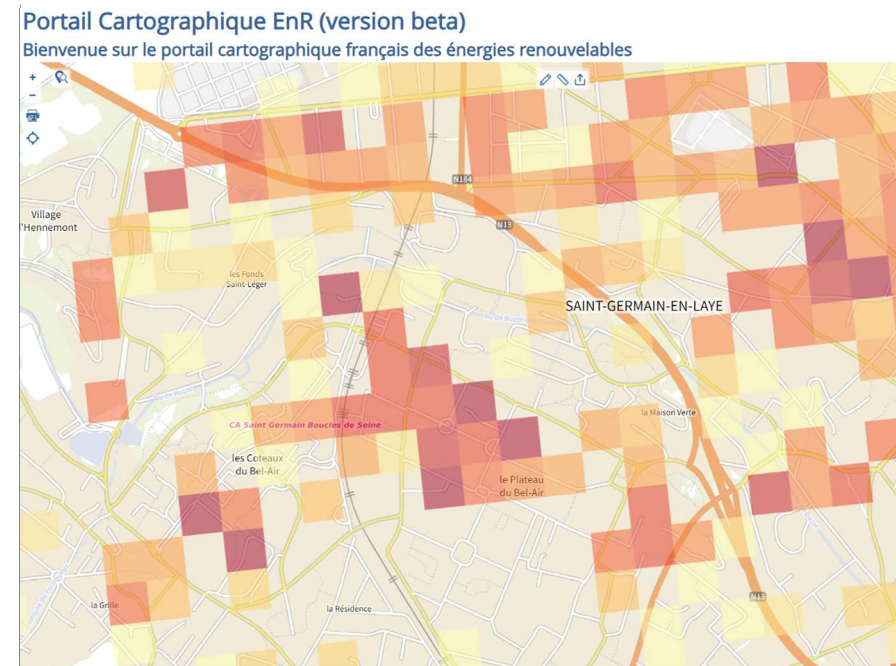 Portail Cartographique EnR (version beta)
Bienvenue sur le portail cartographique français des énergies renouvelables
N184
Village
'Hennemont
N13
les Fonds
Saint-Léger
SAINT-GERMAIN-EN-LAYE
la Maison Verte
CA Saint Germain Boucles de Seine
les Coteaux
du Bel-Air
le Plateau
du Bel-Air
N13
la Grille
la Résidence